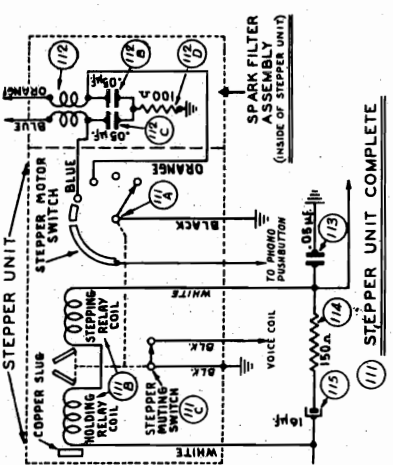 112
112
B
112
D
.05µF.
100Ω
ORANGE
BLUE
.05µF.
112
C
SPARK FILTER
ASSEMBLY
(INSIDE OF STEPPER UNIT)
STEPPER UNIT
STEPPER MOTOR
SWITCH
BLUE
ORANGE
111
A
BLACK
TO PHONO
PUSHBUTTON
WHITE
.05µF.
113
COPPER SLUG
STEPPING
RELAY
COIL
HOLDING
RELAY
COIL
111
B
STEPPER
MUTING
SWITCH
111
C
BLK.
BLK.
VOICE COIL
WHITE
114
150Ω
115
16µF.
111
STEPPER UNIT COMPLETE